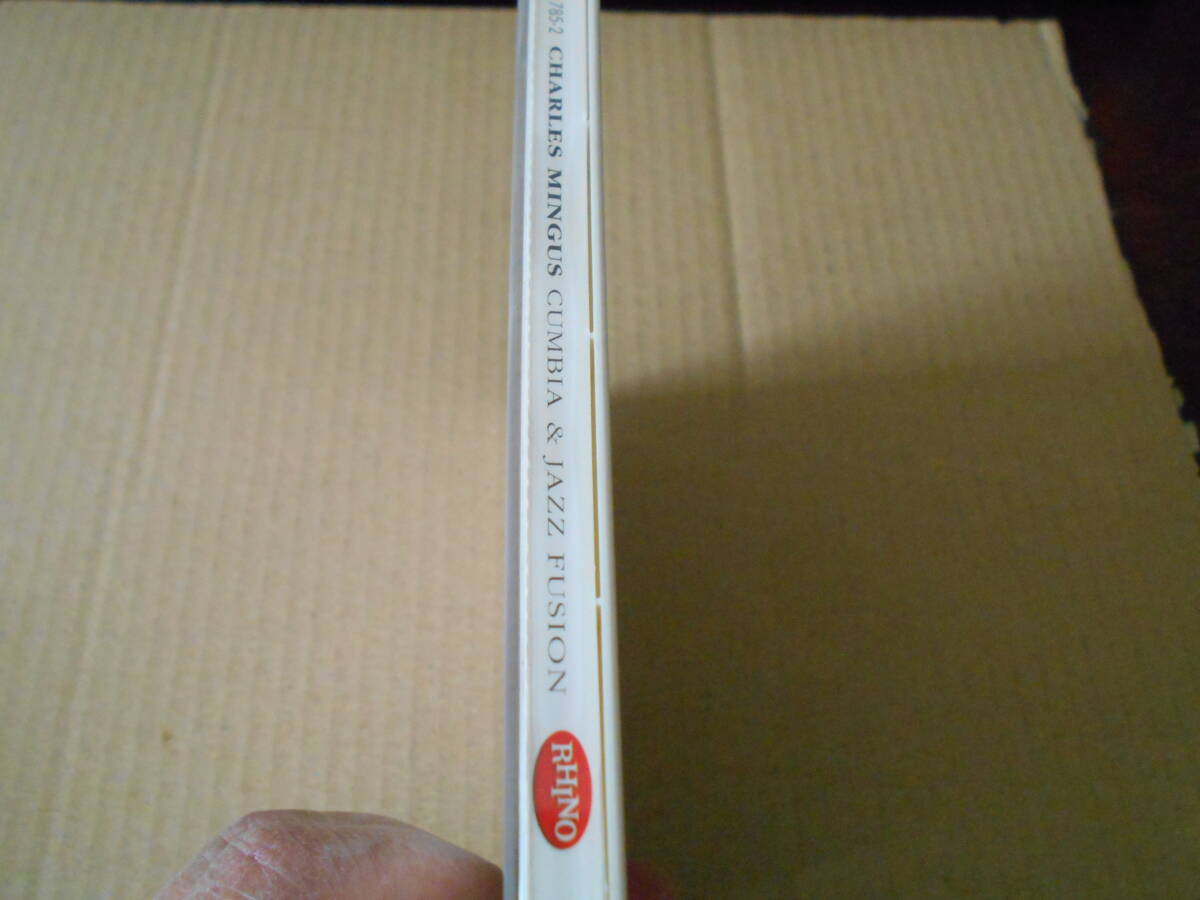 785-2 CHARLES MINGUS CUMBIA & JAZZ FUSION
RHINO